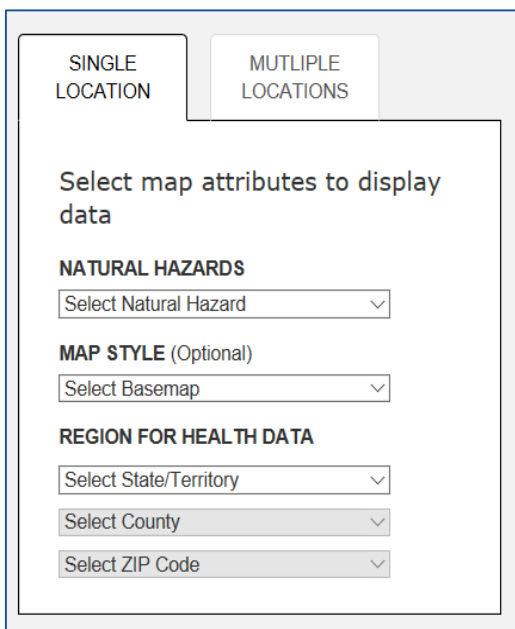 SINGLE
LOCATION
MUTLIPLE
LOCATIONS
Select map attributes to display
data
NATURAL HAZARDS
Select Natural Hazard
MAP STYLE (Optional)
Select Basemap
REGION FOR HEALTH DATA
Select State/Territory
Select County
Select ZIP Code